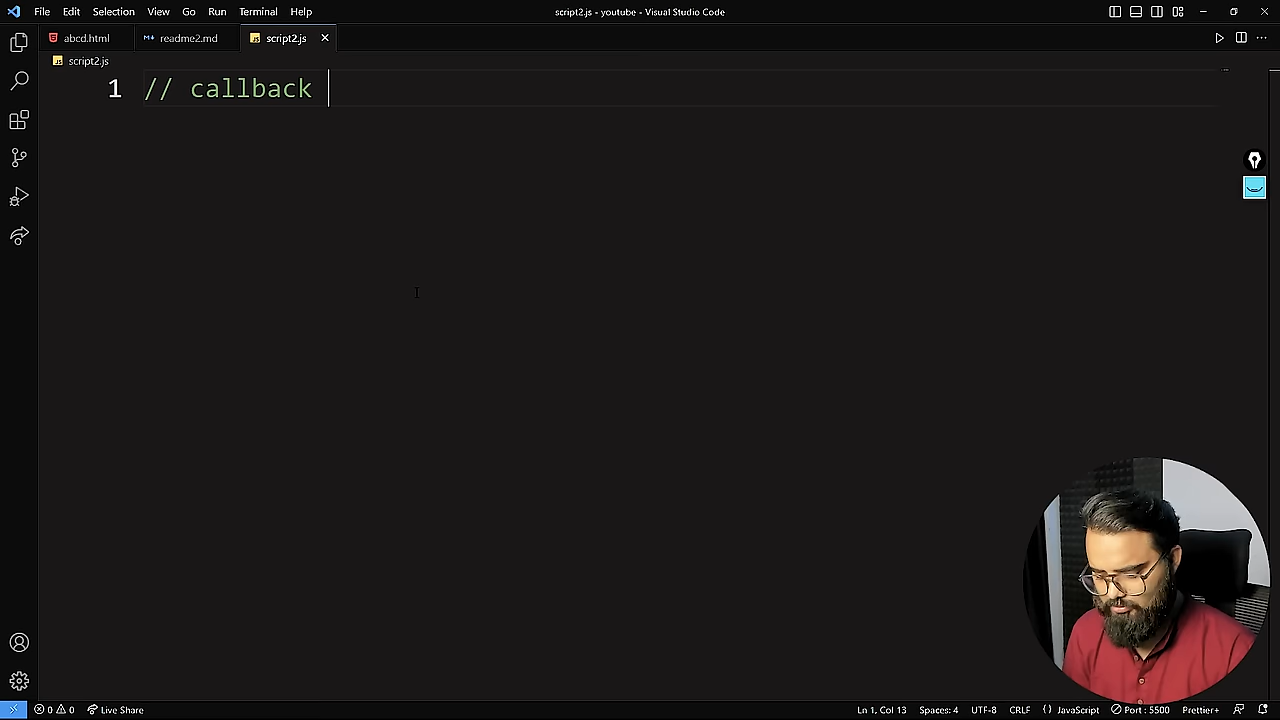 File Edit Selection View Go Run Terminal Help script2.js - youtube - Visual Studio Code
abcd.html readme2.md JS script2.js
JS script2.js
1 // callback
0 0 Live Share Ln 1, Col 13 Spaces: 4 UTF-8 CRLF {} JavaScript Port : 5500 Prettier+